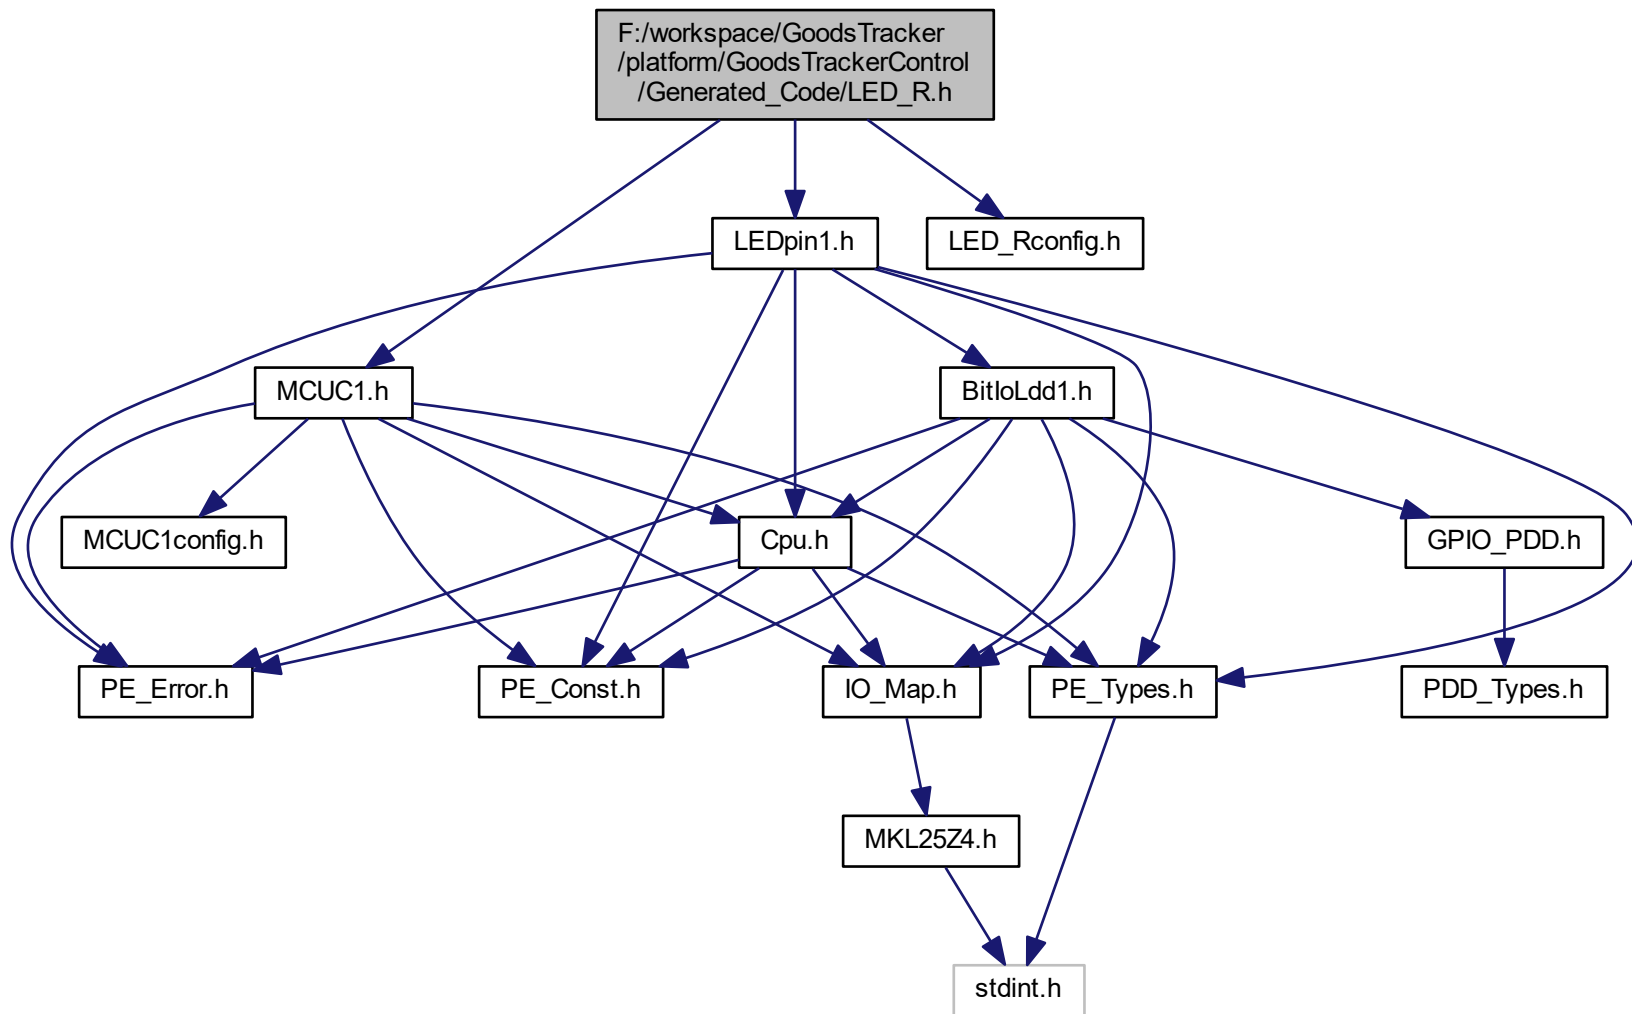 F:/workspace/GoodsTracker
/platform/GoodsTrackerControl
/Generated_Code/LED_R.h
LEDpin1.h
LED_Rconfig.h
MCUC1.h
BitIoLdd1.h
MCUC1config.h
Cpu.h
GPIO_PDD.h
PE_Error.h
PE_Const.h
IO_Map.h
PE_Types.h
PDD_Types.h
MKL25Z4.h
stdint.h